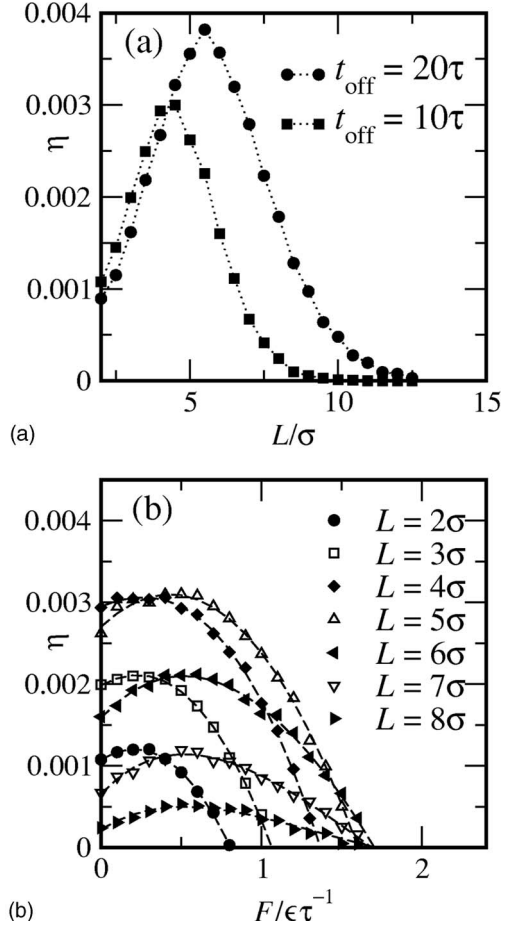 0.004
(a)
t_off = 20τ
0.003
t_off = 10τ
η
0.002
0.001
0
5 10 15
(a)
L/σ
(b)
0.004
L = 2σ
L = 3σ
L = 4σ
0.003
L = 5σ
η
L = 6σ
0.002
L = 7σ
L = 8σ
0.001
0
0 1 2
(b)
F/ϵτ⁻¹